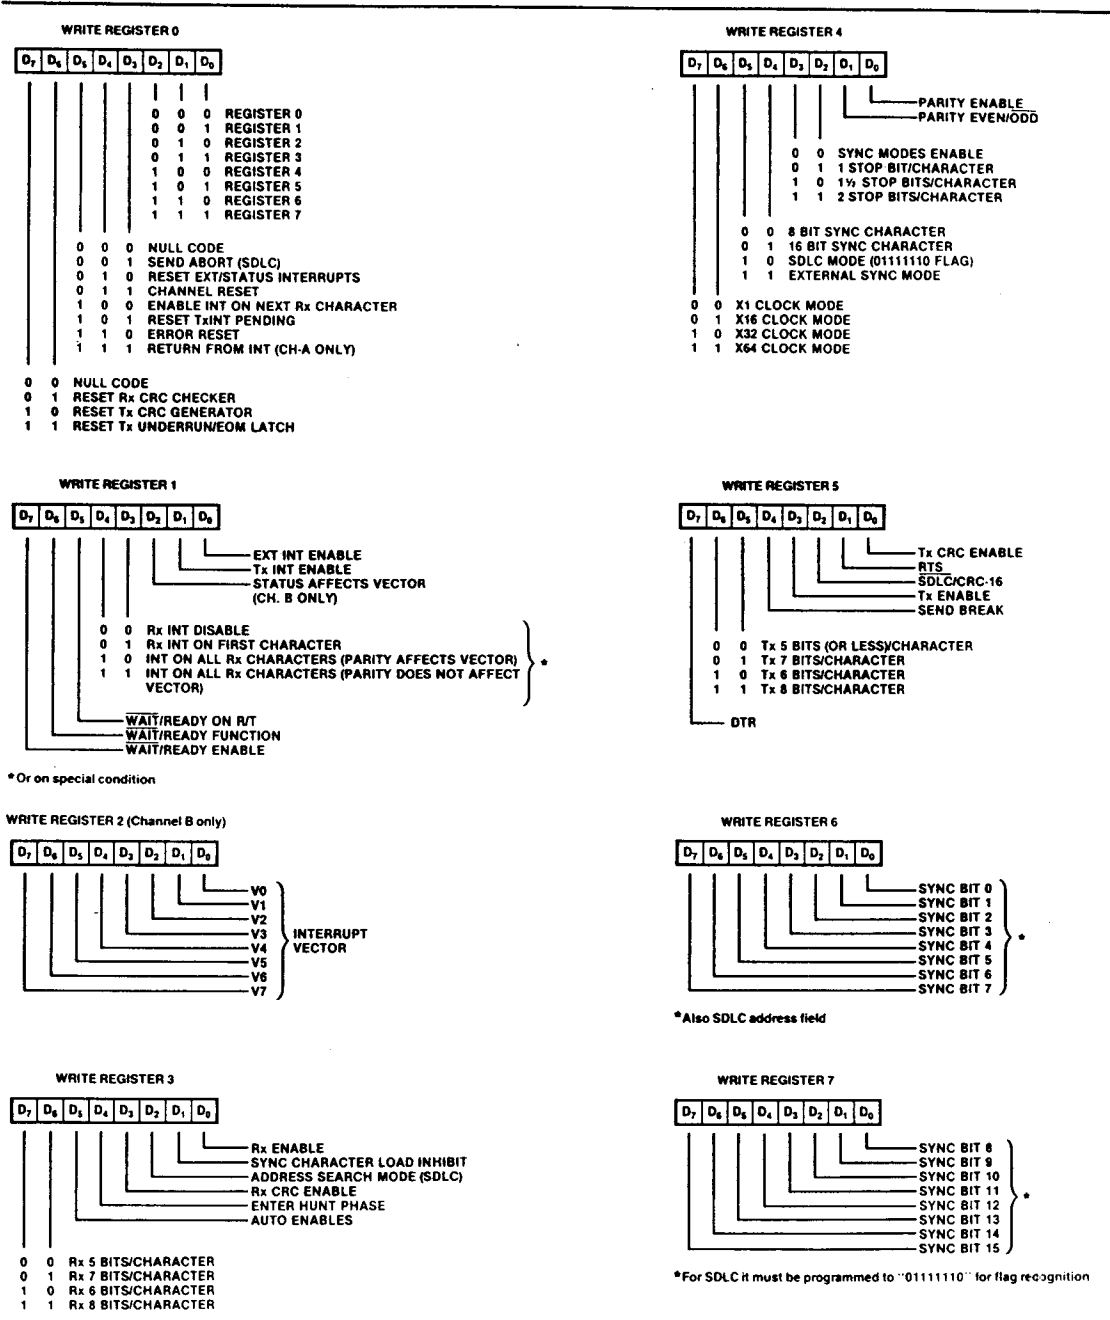 WRITE REGISTER 0
D7 D6 D5 D4 D3 D2 D1 D0
0 0 0 REGISTER 0
0 0 1 REGISTER 1
0 1 0 REGISTER 2
0 1 1 REGISTER 3
1 0 0 REGISTER 4
1 0 1 REGISTER 5
1 1 0 REGISTER 6
1 1 1 REGISTER 7
0 0 0 NULL CODE
0 0 1 SEND ABORT (SDLC)
0 1 0 RESET EXT/STATUS INTERRUPTS
0 1 1 CHANNEL RESET
1 0 0 ENABLE INT ON NEXT Rx CHARACTER
1 0 1 RESET TxINT PENDING
1 1 0 ERROR RESET
1 1 1 RETURN FROM INT (CH-A ONLY)
0 0 NULL CODE
0 1 RESET Rx CRC CHECKER
1 0 RESET Tx CRC GENERATOR
1 1 RESET Tx UNDERRUN/EOM LATCH
WRITE REGISTER 4
D7 D6 D5 D4 D3 D2 D1 D0
PARITY ENABLE
PARITY EVEN/O̅D̅D̅
0 0 SYNC MODES ENABLE
0 1 1 STOP BIT/CHARACTER
1 0 1½ STOP BITS/CHARACTER
1 1 2 STOP BITS/CHARACTER
0 0 8 BIT SYNC CHARACTER
0 1 16 BIT SYNC CHARACTER
1 0 SDLC MODE (01111110 FLAG)
1 1 EXTERNAL SYNC MODE
0 0 X1 CLOCK MODE
0 1 X16 CLOCK MODE
1 0 X32 CLOCK MODE
1 1 X64 CLOCK MODE
WRITE REGISTER 1
D7 D6 D5 D4 D3 D2 D1 D0
EXT INT ENABLE
Tx INT ENABLE
STATUS AFFECTS VECTOR
(CH. B ONLY)
0 0 Rx INT DISABLE
0 1 Rx INT ON FIRST CHARACTER
1 0 INT ON ALL Rx CHARACTERS (PARITY AFFECTS VECTOR)
1 1 INT ON ALL Rx CHARACTERS (PARITY DOES NOT AFFECT
VECTOR)
*
W̅A̅I̅T̅/READY ON R/T
W̅A̅I̅T̅/READY FUNCTION
W̅A̅I̅T̅/READY ENABLE
*Or on special condition
WRITE REGISTER 5
D7 D6 D5 D4 D3 D2 D1 D0
Tx CRC ENABLE
RTS
S̅D̅L̅C̅/CRC-16
Tx ENABLE
SEND BREAK
0 0 Tx 5 BITS (OR LESS)/CHARACTER
0 1 Tx 7 BITS/CHARACTER
1 0 Tx 6 BITS/CHARACTER
1 1 Tx 8 BITS/CHARACTER
DTR
WRITE REGISTER 2 (Channel B only)
D7 D6 D5 D4 D3 D2 D1 D0
V0
V1
V2
V3
V4
V5
V6
V7
INTERRUPT
VECTOR
WRITE REGISTER 6
D7 D6 D5 D4 D3 D2 D1 D0
SYNC BIT 0
SYNC BIT 1
SYNC BIT 2
SYNC BIT 3
SYNC BIT 4
SYNC BIT 5
SYNC BIT 6
SYNC BIT 7
*
*Also SDLC address field
WRITE REGISTER 3
D7 D6 D5 D4 D3 D2 D1 D0
Rx ENABLE
SYNC CHARACTER LOAD INHIBIT
ADDRESS SEARCH MODE (SDLC)
Rx CRC ENABLE
ENTER HUNT PHASE
AUTO ENABLES
0 0 Rx 5 BITS/CHARACTER
0 1 Rx 7 BITS/CHARACTER
1 0 Rx 6 BITS/CHARACTER
1 1 Rx 8 BITS/CHARACTER
WRITE REGISTER 7
D7 D6 D5 D4 D3 D2 D1 D0
SYNC BIT 8
SYNC BIT 9
SYNC BIT 10
SYNC BIT 11
SYNC BIT 12
SYNC BIT 13
SYNC BIT 14
SYNC BIT 15
*
*For SDLC it must be programmed to "01111110" for flag recognition